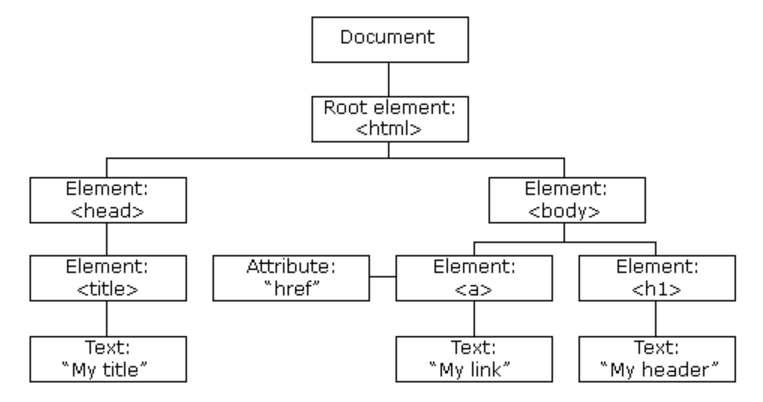 Document
Root element:
<html>
Element:
<head>
Element:
<body>
Element:
<title>
Attribute:
“href”
Element:
<a>
Element:
<h1>
Text:
“My title”
Text:
“My link”
Text:
“My header”